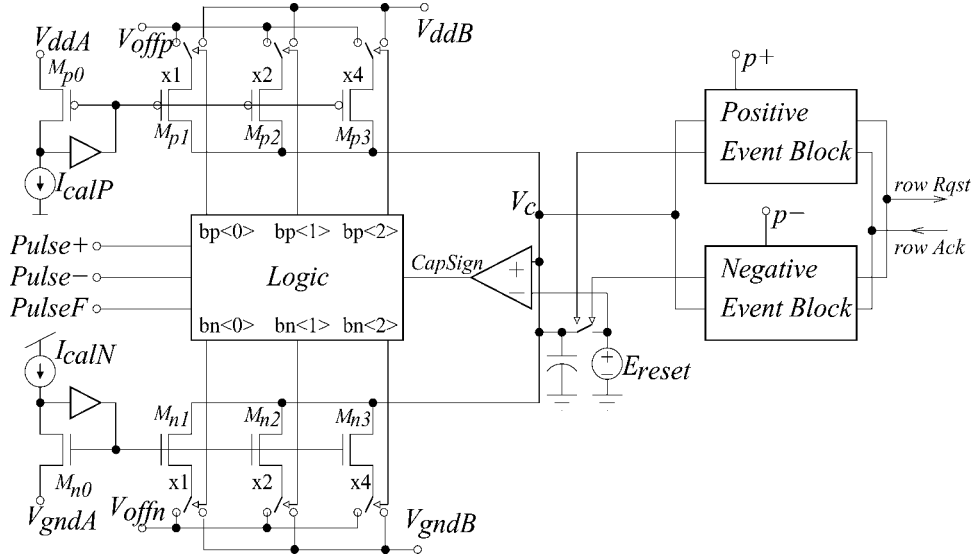 VddA
Voffp
VddB
Mp0
x1
x2
x4
Mp1
Mp2
Mp3
IcalP
p+
Positive
Event Block
row Rqst
Vc
p−
row Ack
bp<0> bp<1> bp<2>
Pulse+
Pulse−
PulseF
Logic
CapSign
+
−
Negative
Event Block
bn<0> bn<1> bn<2>
IcalN
+
−
Ereset
Mn1
Mn2
Mn3
Mn0
x1
x2
x4
VgndA
Voffn
VgndB